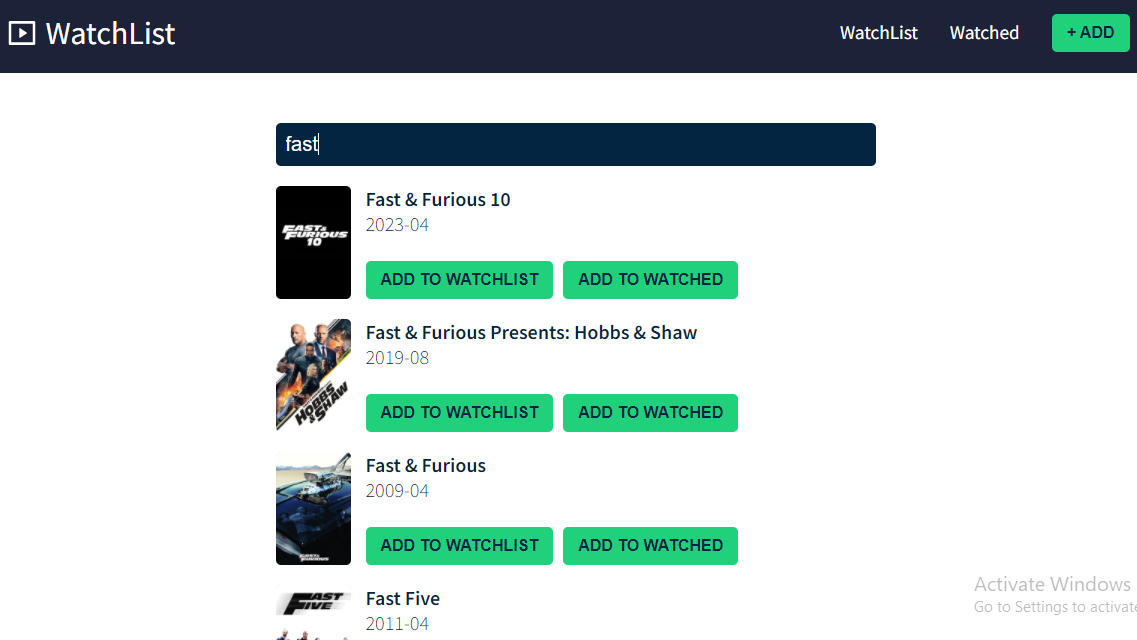 WatchList
WatchList Watched + ADD
fast
FAST & FURIOUS 10
Fast & Furious 10
2023-04
ADD TO WATCHLIST ADD TO WATCHED
HOBBS & SHAW
Fast & Furious Presents: Hobbs & Shaw
2019-08
ADD TO WATCHLIST ADD TO WATCHED
FAST & FURIOUS
Fast & Furious
2009-04
ADD TO WATCHLIST ADD TO WATCHED
FAST FIVE
Fast Five
2011-04
Activate Windows
Go to Settings to activate